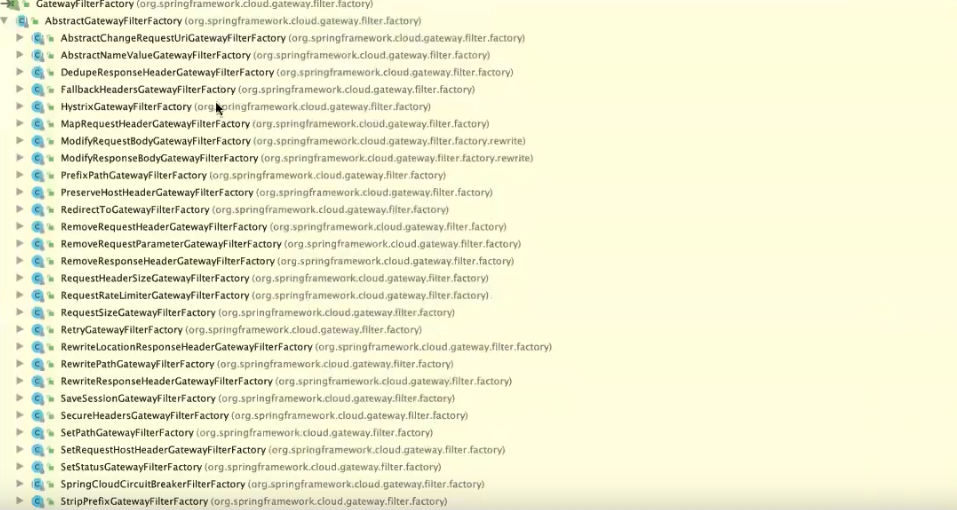 GatewayFilterFactory (org.springframework.cloud.gateway.filter.factory)
AbstractGatewayFilterFactory (org.springframework.cloud.gateway.filter.factory)
AbstractChangeRequestUriGatewayFilterFactory (org.springframework.cloud.gateway.filter.factory)
AbstractNameValueGatewayFilterFactory (org.springframework.cloud.gateway.filter.factory)
DedupeResponseHeaderGatewayFilterFactory (org.springframework.cloud.gateway.filter.factory)
FallbackHeadersGatewayFilterFactory (org.springframework.cloud.gateway.filter.factory)
HystrixGatewayFilterFactory (org.springframework.cloud.gateway.filter.factory)
MapRequestHeaderGatewayFilterFactory (org.springframework.cloud.gateway.filter.factory)
ModifyRequestBodyGatewayFilterFactory (org.springframework.cloud.gateway.filter.factory.rewrite)
ModifyResponseBodyGatewayFilterFactory (org.springframework.cloud.gateway.filter.factory.rewrite)
PrefixPathGatewayFilterFactory (org.springframework.cloud.gateway.filter.factory)
PreserveHostHeaderGatewayFilterFactory (org.springframework.cloud.gateway.filter.factory)
RedirectToGatewayFilterFactory (org.springframework.cloud.gateway.filter.factory)
RemoveRequestHeaderGatewayFilterFactory (org.springframework.cloud.gateway.filter.factory)
RemoveRequestParameterGatewayFilterFactory (org.springframework.cloud.gateway.filter.factory)
RemoveResponseHeaderGatewayFilterFactory (org.springframework.cloud.gateway.filter.factory)
RequestHeaderSizeGatewayFilterFactory (org.springframework.cloud.gateway.filter.factory)
RequestRateLimiterGatewayFilterFactory (org.springframework.cloud.gateway.filter.factory)
RequestSizeGatewayFilterFactory (org.springframework.cloud.gateway.filter.factory)
RetryGatewayFilterFactory (org.springframework.cloud.gateway.filter.factory)
RewriteLocationResponseHeaderGatewayFilterFactory (org.springframework.cloud.gateway.filter.factory)
RewritePathGatewayFilterFactory (org.springframework.cloud.gateway.filter.factory)
RewriteResponseHeaderGatewayFilterFactory (org.springframework.cloud.gateway.filter.factory)
SaveSessionGatewayFilterFactory (org.springframework.cloud.gateway.filter.factory)
SecureHeadersGatewayFilterFactory (org.springframework.cloud.gateway.filter.factory)
SetPathGatewayFilterFactory (org.springframework.cloud.gateway.filter.factory)
SetRequestHostHeaderGatewayFilterFactory (org.springframework.cloud.gateway.filter.factory)
SetStatusGatewayFilterFactory (org.springframework.cloud.gateway.filter.factory)
SpringCloudCircuitBreakerFilterFactory (org.springframework.cloud.gateway.filter.factory)
StripPrefixGatewayFilterFactory (org.springframework.cloud.gateway.filter.factory)